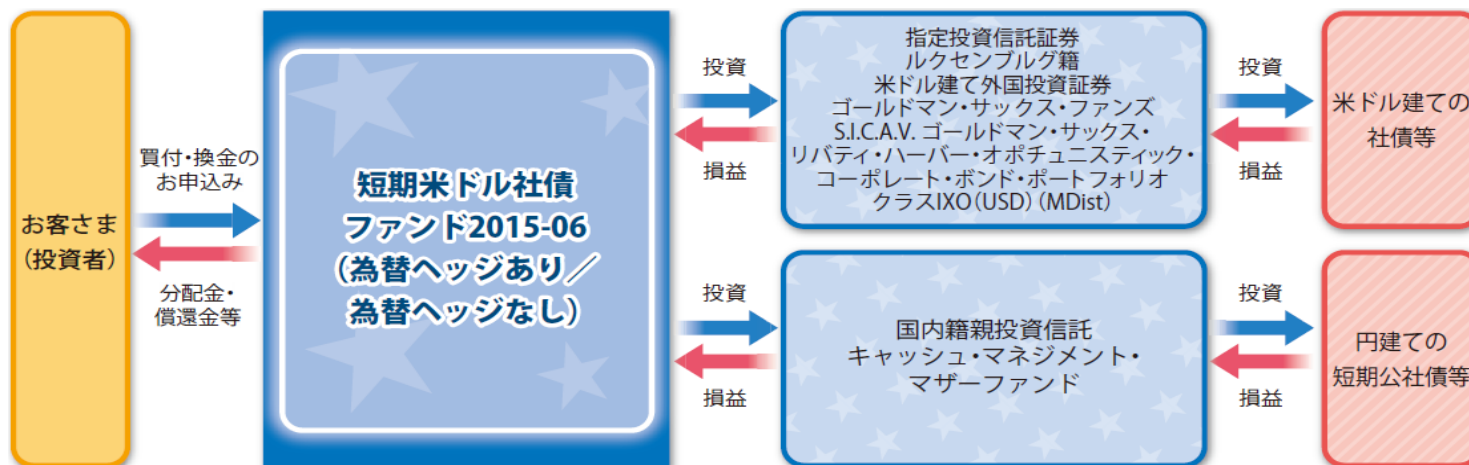 お客さま
（投資者）
買付・換金の
お申込み
分配金・
償還金等
短期米ドル社債
ファンド2015-06
（為替ヘッジあり／
為替ヘッジなし）
投資
損益
指定投資信託証券
ルクセンブルグ籍
米ドル建て外国投資証券
ゴールドマン・サックス・ファンズ
S.I.C.A.V. ゴールドマン・サックス・
リバティ・ハーバー・オポチュニスティック・
コーポレート・ボンド・ポートフォリオ
クラスIXO（USD）（MDist）
投資
損益
米ドル建ての
社債等
投資
損益
国内籍親投資信託
キャッシュ・マネジメント・
マザーファンド
投資
損益
円建ての
短期公社債等